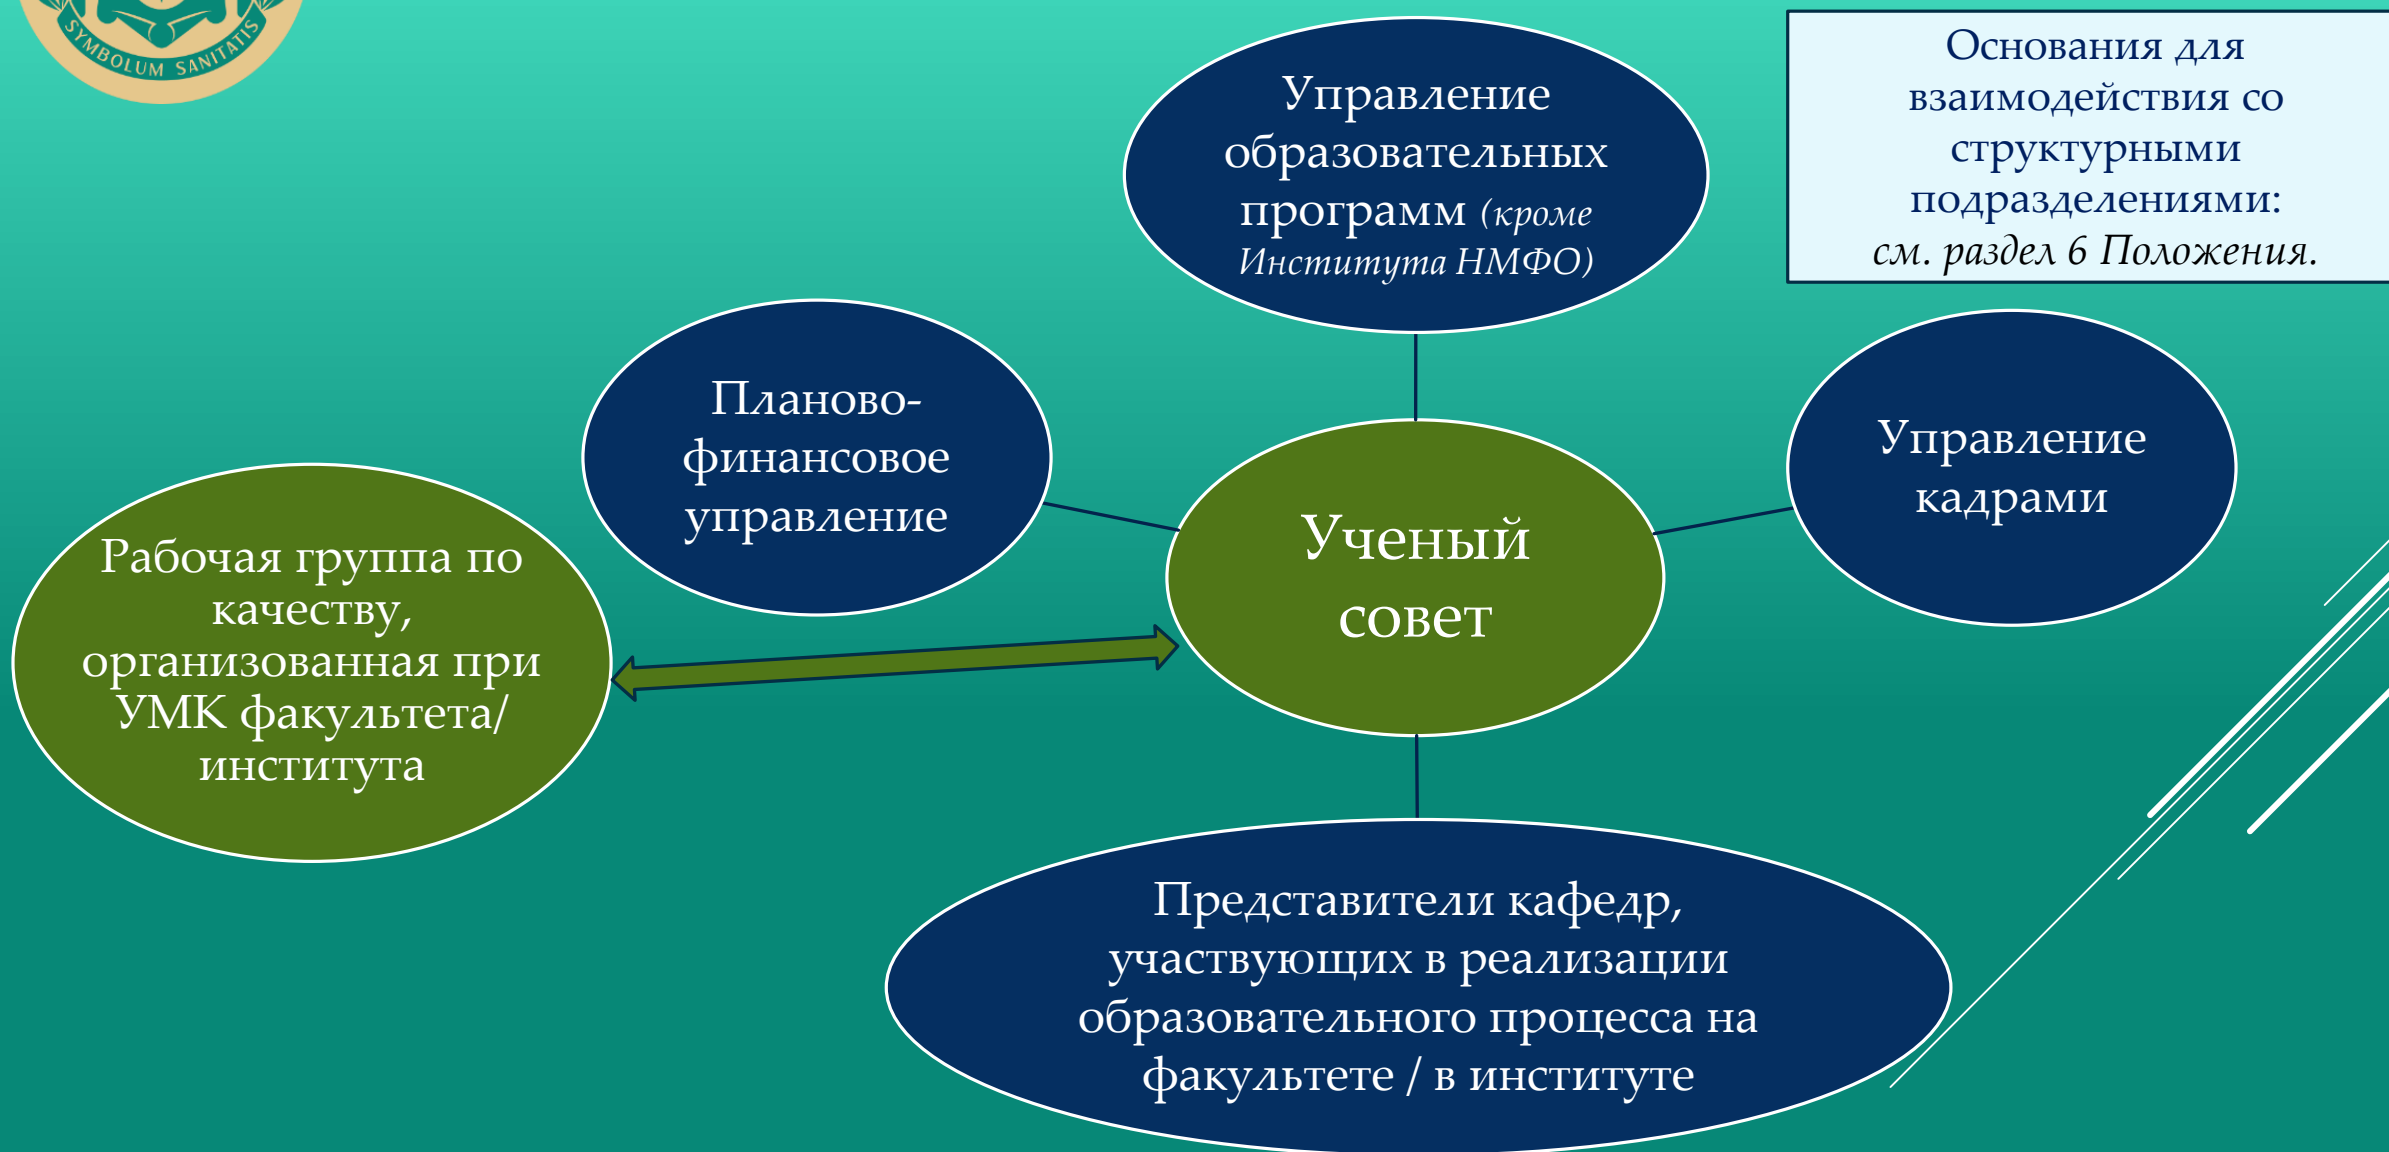 SYMBOLUM SANITATIS
Управление
образовательных
программ (кроме
Института НМФО)
Основания для
взаимодействия со
структурными
подразделениями:
см. раздел 6 Положения.
Планово-
финансовое
управление
Управление
кадрами
Ученый
совет
Рабочая группа по
качеству,
организованная при
УМК факультета/
института
Представители кафедр,
участвующих в реализации
образовательного процесса на
факультете / в институте